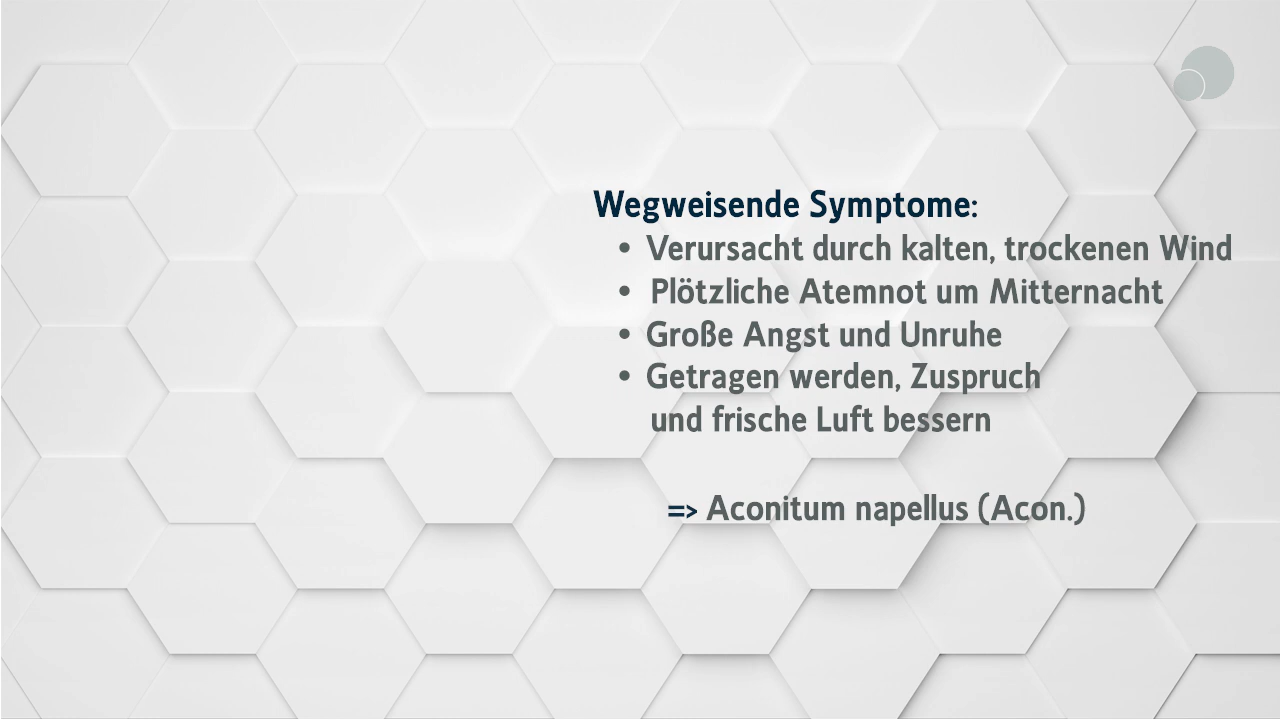 Wegweisende Symptome:
• Verursacht durch kalten, trockenen Wind
• Plötzliche Atemnot um Mitternacht
• Große Angst und Unruhe
• Getragen werden, Zuspruch
und frische Luft bessern
=> Aconitum napellus (Acon.)